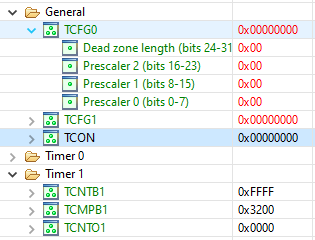 General
TCFG0 0x00000000
Dead zone length (bits 24-31 0x00
Prescaler 2 (bits 16-23) 0x00
Prescaler 1 (bits 8-15) 0x00
Prescaler 0 (bits 0-7) 0x00
TCFG1 0x00000000
TCON 0x00000000
Timer 0
Timer 1
TCNTB1 0xFFFF
TCMPB1 0x3200
TCNTO1 0x0000